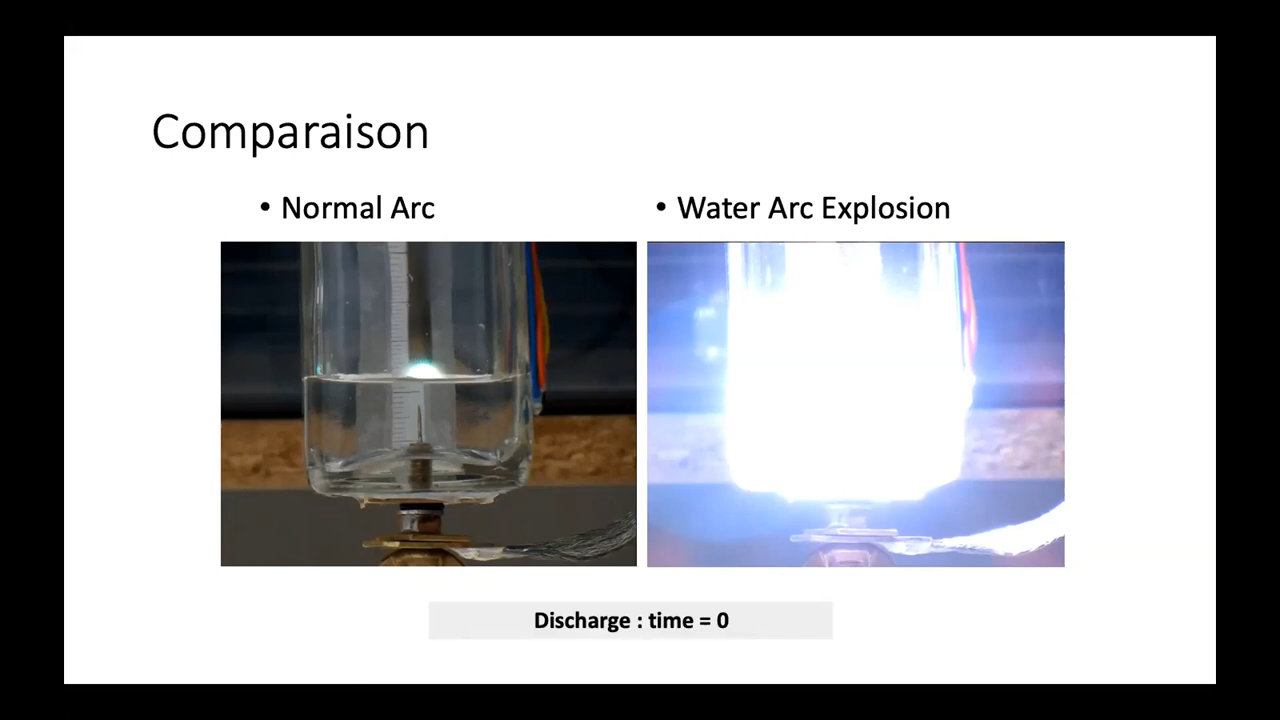 Comparaison
• Normal Arc
• Water Arc Explosion
Discharge : time = 0